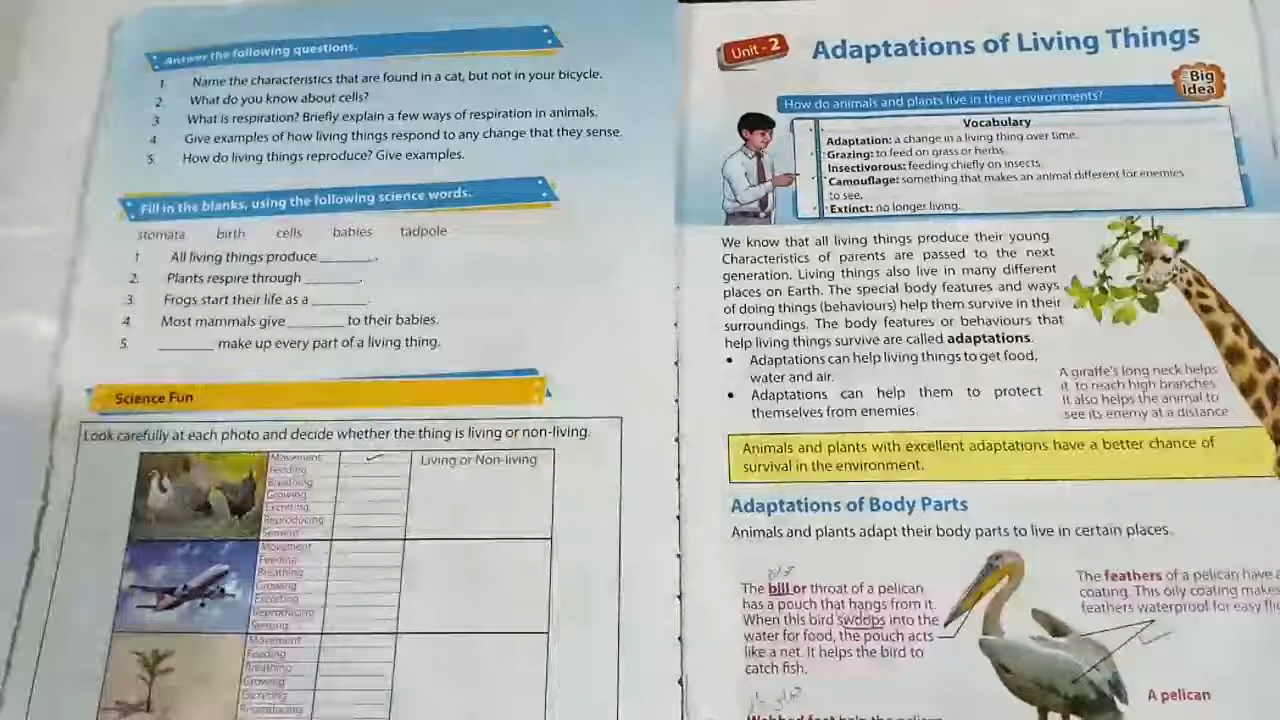 Answer the following questions.
1 Name the characteristics that are found in a cat, but not in your bicycle.
2. What do you know about cells?
3 What is respiration? Briefly explain a few ways of respiration in animals.
4 Give examples of how living things respond to any change that they sense.
5. How do living things reproduce? Give examples.
Fill in the blanks, using the following science words.
stomata birth cells babies tadpole
1 All living things produce ________.
2. Plants respire through ________.
3. Frogs start their life as a ________.
4 Most mammals give ________ to their babies.
5. ________ make up every part of a living thing.
Science Fun
Look carefully at each photo and decide whether the thing is living or non-living.
Movement Living or Non-living
Feeding
Breathing
Growing
Excreting
Reproducing
Sensing
Movement
Feeding
Breathing
Growing
Excreting
Reproducing
Sensing
Movement
Feeding
Breathing
Growing
Excreting
Reproducing
Unit - 2 Adaptations of Living Things
Big
Idea
How do animals and plants live in their environments?
Vocabulary
Adaptation: a change in a living thing over time.
Grazing: to feed on grass or herbs
Insectivorous: feeding chiefly on insects
Camouflage: something that makes an animal different for enemies
to see.
Extinct: no longer living.
We know that all living things produce their young.
Characteristics of parents are passed to the next
generation. Living things also live in many different
places on Earth. The special body features and ways
of doing things (behaviours) help them survive in their
surroundings. The body features or behaviours that
help living things survive are called adaptations.
• Adaptations can help living things to get food,
water and air.
• Adaptations can help them to protect
themselves from enemies.
A giraffe's long neck helps
it to reach high branches
It also helps the animal to
see its enemy at a distance
Animals and plants with excellent adaptations have a better chance of
survival in the environment.
Adaptations of Body Parts
Animals and plants adapt their body parts to live in certain places.
The bill or throat of a pelican
has a pouch that hangs from it.
When this bird swoops into the
water for food, the pouch acts
like a net. It helps the bird to
catch fish.
The feathers of a pelican have
coating. This oily coating makes
feathers waterproof for easy
A pelican
Webbed feet help the pelican